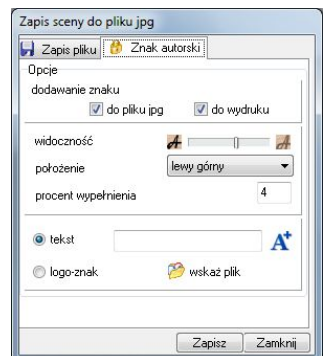 Zapis sceny do pliku jpg
Zapis pliku
Znak autorski
Opcje
dodawanie znaku
do pliku jpg
do wydruku
widoczność
położenie
lewy górny
procent wypełnienia
4
tekst
logo-znak
wskaż plik
Zapisz
Zamknij